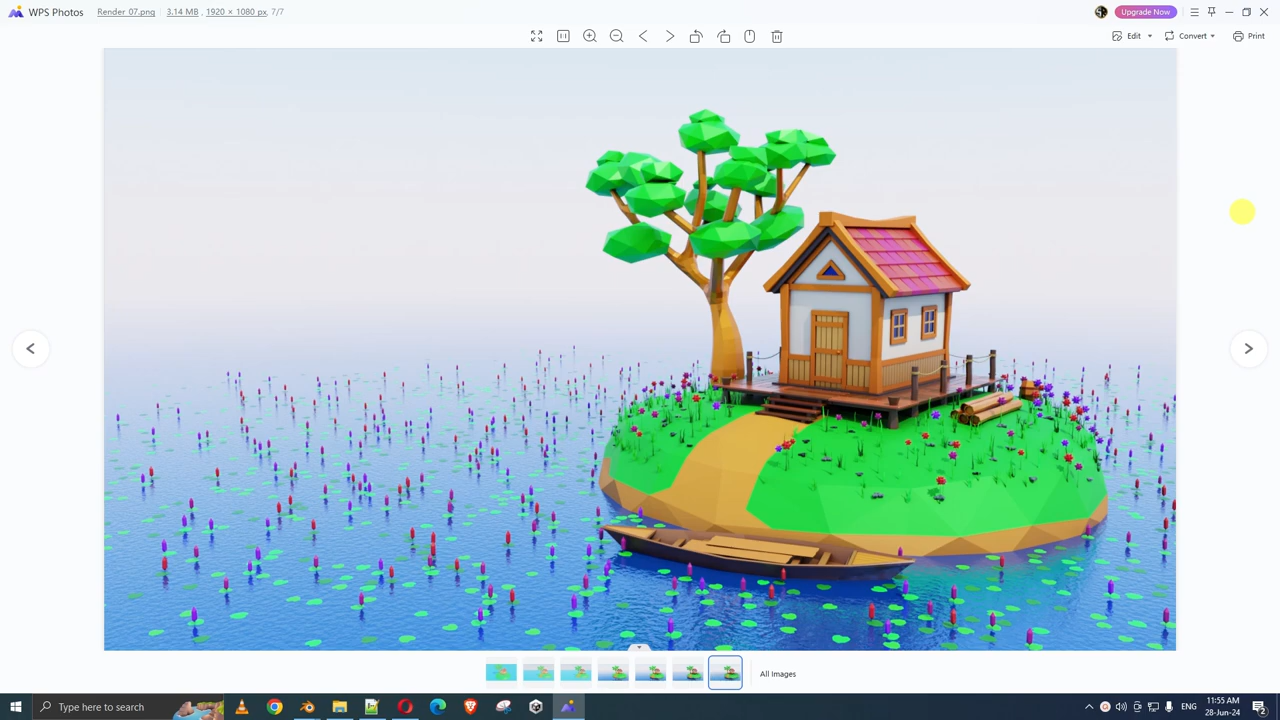 WPS Photos Render 07.png 3.14 MB , 1920 × 1080 px, 7/7 Upgrade Now
Edit Convert Print
All Images
Type here to search ENG 11:55 AM
28-Jun-24 2